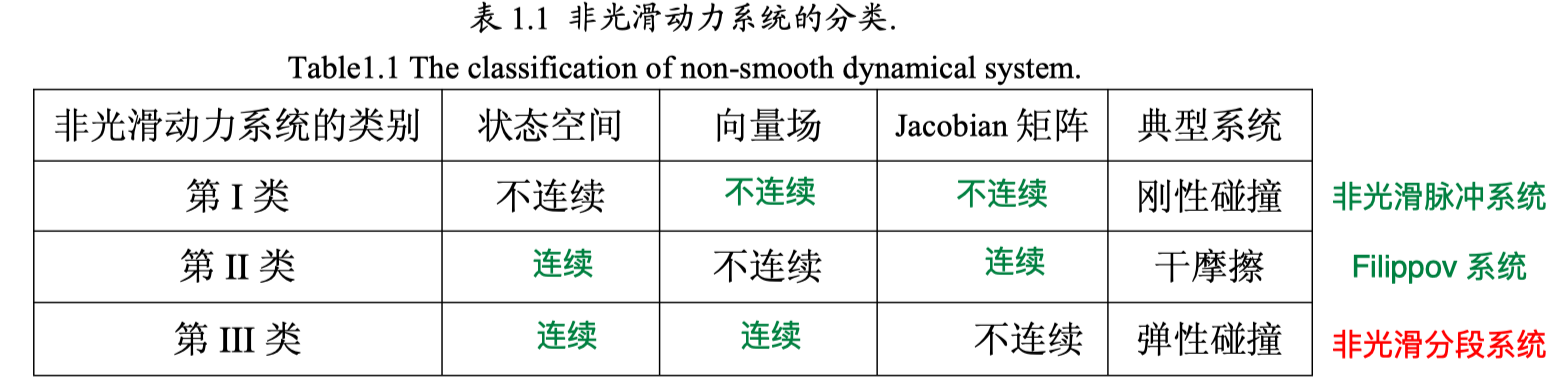 表 1.1 非光滑动力系统的分类.
Table1.1 The classification of non-smooth dynamical system.
非光滑动力系统的类别 状态空间 向量场 Jacobian 矩阵 典型系统
第 I 类 不连续 不连续 不连续 刚性碰撞 非光滑脉冲系统
第 II 类 连续 不连续 连续 干摩擦 Filippov 系统
第 III 类 连续 连续 不连续 弹性碰撞 非光滑分段系统